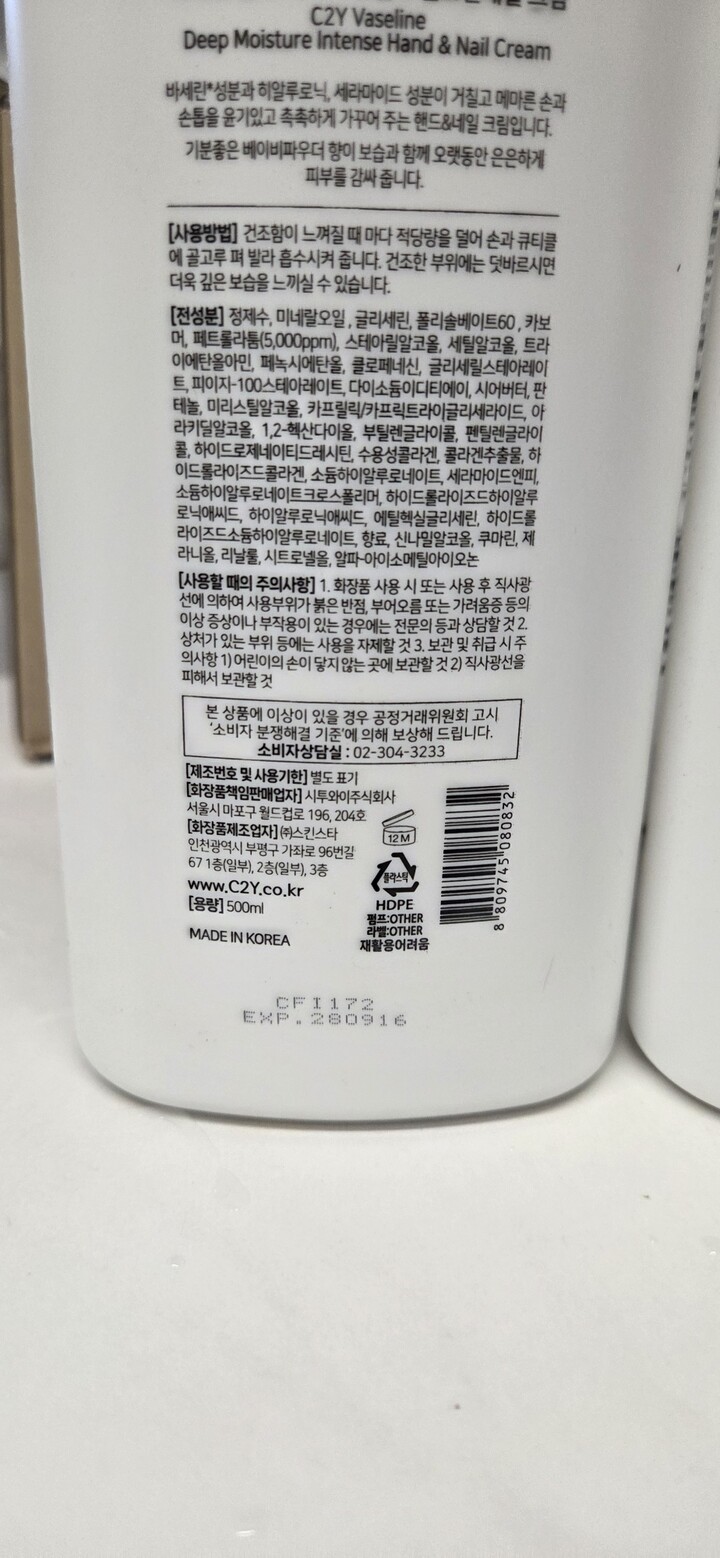 C2Y Vaseline
Deep Moisture Intense Hand & Nail Cream
바세린*성분과 히알루로닉, 세라마이드 성분이 거칠고 메마른 손과
손톱을 윤기있고 촉촉하게 가꾸어 주는 핸드&네일 크림입니다.
기분좋은 베이비파우더 향이 보습과 함께 오랫동안 은은하게
피부를 감싸 줍니다.
[사용방법] 건조함이 느껴질 때 마다 적당량을 덜어 손과 큐티클
에 골고루 펴 발라 흡수시켜 줍니다. 건조한 부위에는 덧바르시면
더욱 깊은 보습을 느끼실 수 있습니다.
[전성분] 정제수, 미네랄오일 , 글리세린, 폴리솔베이트60 , 카보
머, 페트롤라툼(5,000ppm), 스테아릴알코올, 세틸알코올, 트라
이에탄올아민, 페녹시에탄올, 클로페네신, 글리세릴스테아레이
트, 피이지-100스테아레이트, 다이소듐이디티에이, 시어버터, 판
테놀, 미리스틸알코올, 카프릴릭/카프릭트라이글리세라이드, 아
라키딜알코올, 1,2-헥산다이올, 부틸렌글라이콜, 펜틸렌글라이
콜, 하이드로제네이티드레시틴, 수용성콜라겐, 콜라겐추출물, 하
이드롤라이즈드콜라겐, 소듐하이알루로네이트, 세라마이드엔피,
소듐하이알루로네이트크로스폴리머, 하이드롤라이즈드하이알루
로닉애씨드, 하이알루로닉애씨드, 에틸헥실글리세린, 하이드롤
라이즈드소듐하이알루로네이트, 향료, 신나밀알코올, 쿠마린, 제
라니올, 리날룰, 시트로넬올, 알파-아이소메틸아이오논
[사용할 때의 주의사항] 1. 화장품 사용 시 또는 사용 후 직사광
선에 의하여 사용부위가 붉은 반점, 부어오름 또는 가려움증 등의
이상 증상이나 부작용이 있는 경우에는 전문의 등과 상담할 것 2.
상처가 있는 부위 등에는 사용을 자제할 것 3. 보관 및 취급 시 주
의사항 1) 어린이의 손이 닿지 않는 곳에 보관할 것 2) 직사광선을
피해서 보관할 것
본 상품에 이상이 있을 경우 공정거래위원회 고시
'소비자 분쟁해결 기준'에 의해 보상해 드립니다.
소비자상담실 : 02-304-3233
[제조번호 및 사용기한] 별도 표기
[화장품책임판매업자] 시투와이주식회사
서울시 마포구 월드컵로 196, 204호
[화장품제조업자] ㈜스킨스타
인천광역시 부평구 가좌로 96번길
67 1층(일부), 2층(일부), 3층
www.C2Y.co.kr
[용량] 500ml
MADE IN KOREA
12M
플라스틱
HDPE
펌프:OTHER
라벨:OTHER
재활용어려움
8 809745 080832
CFI172
EXP.280916